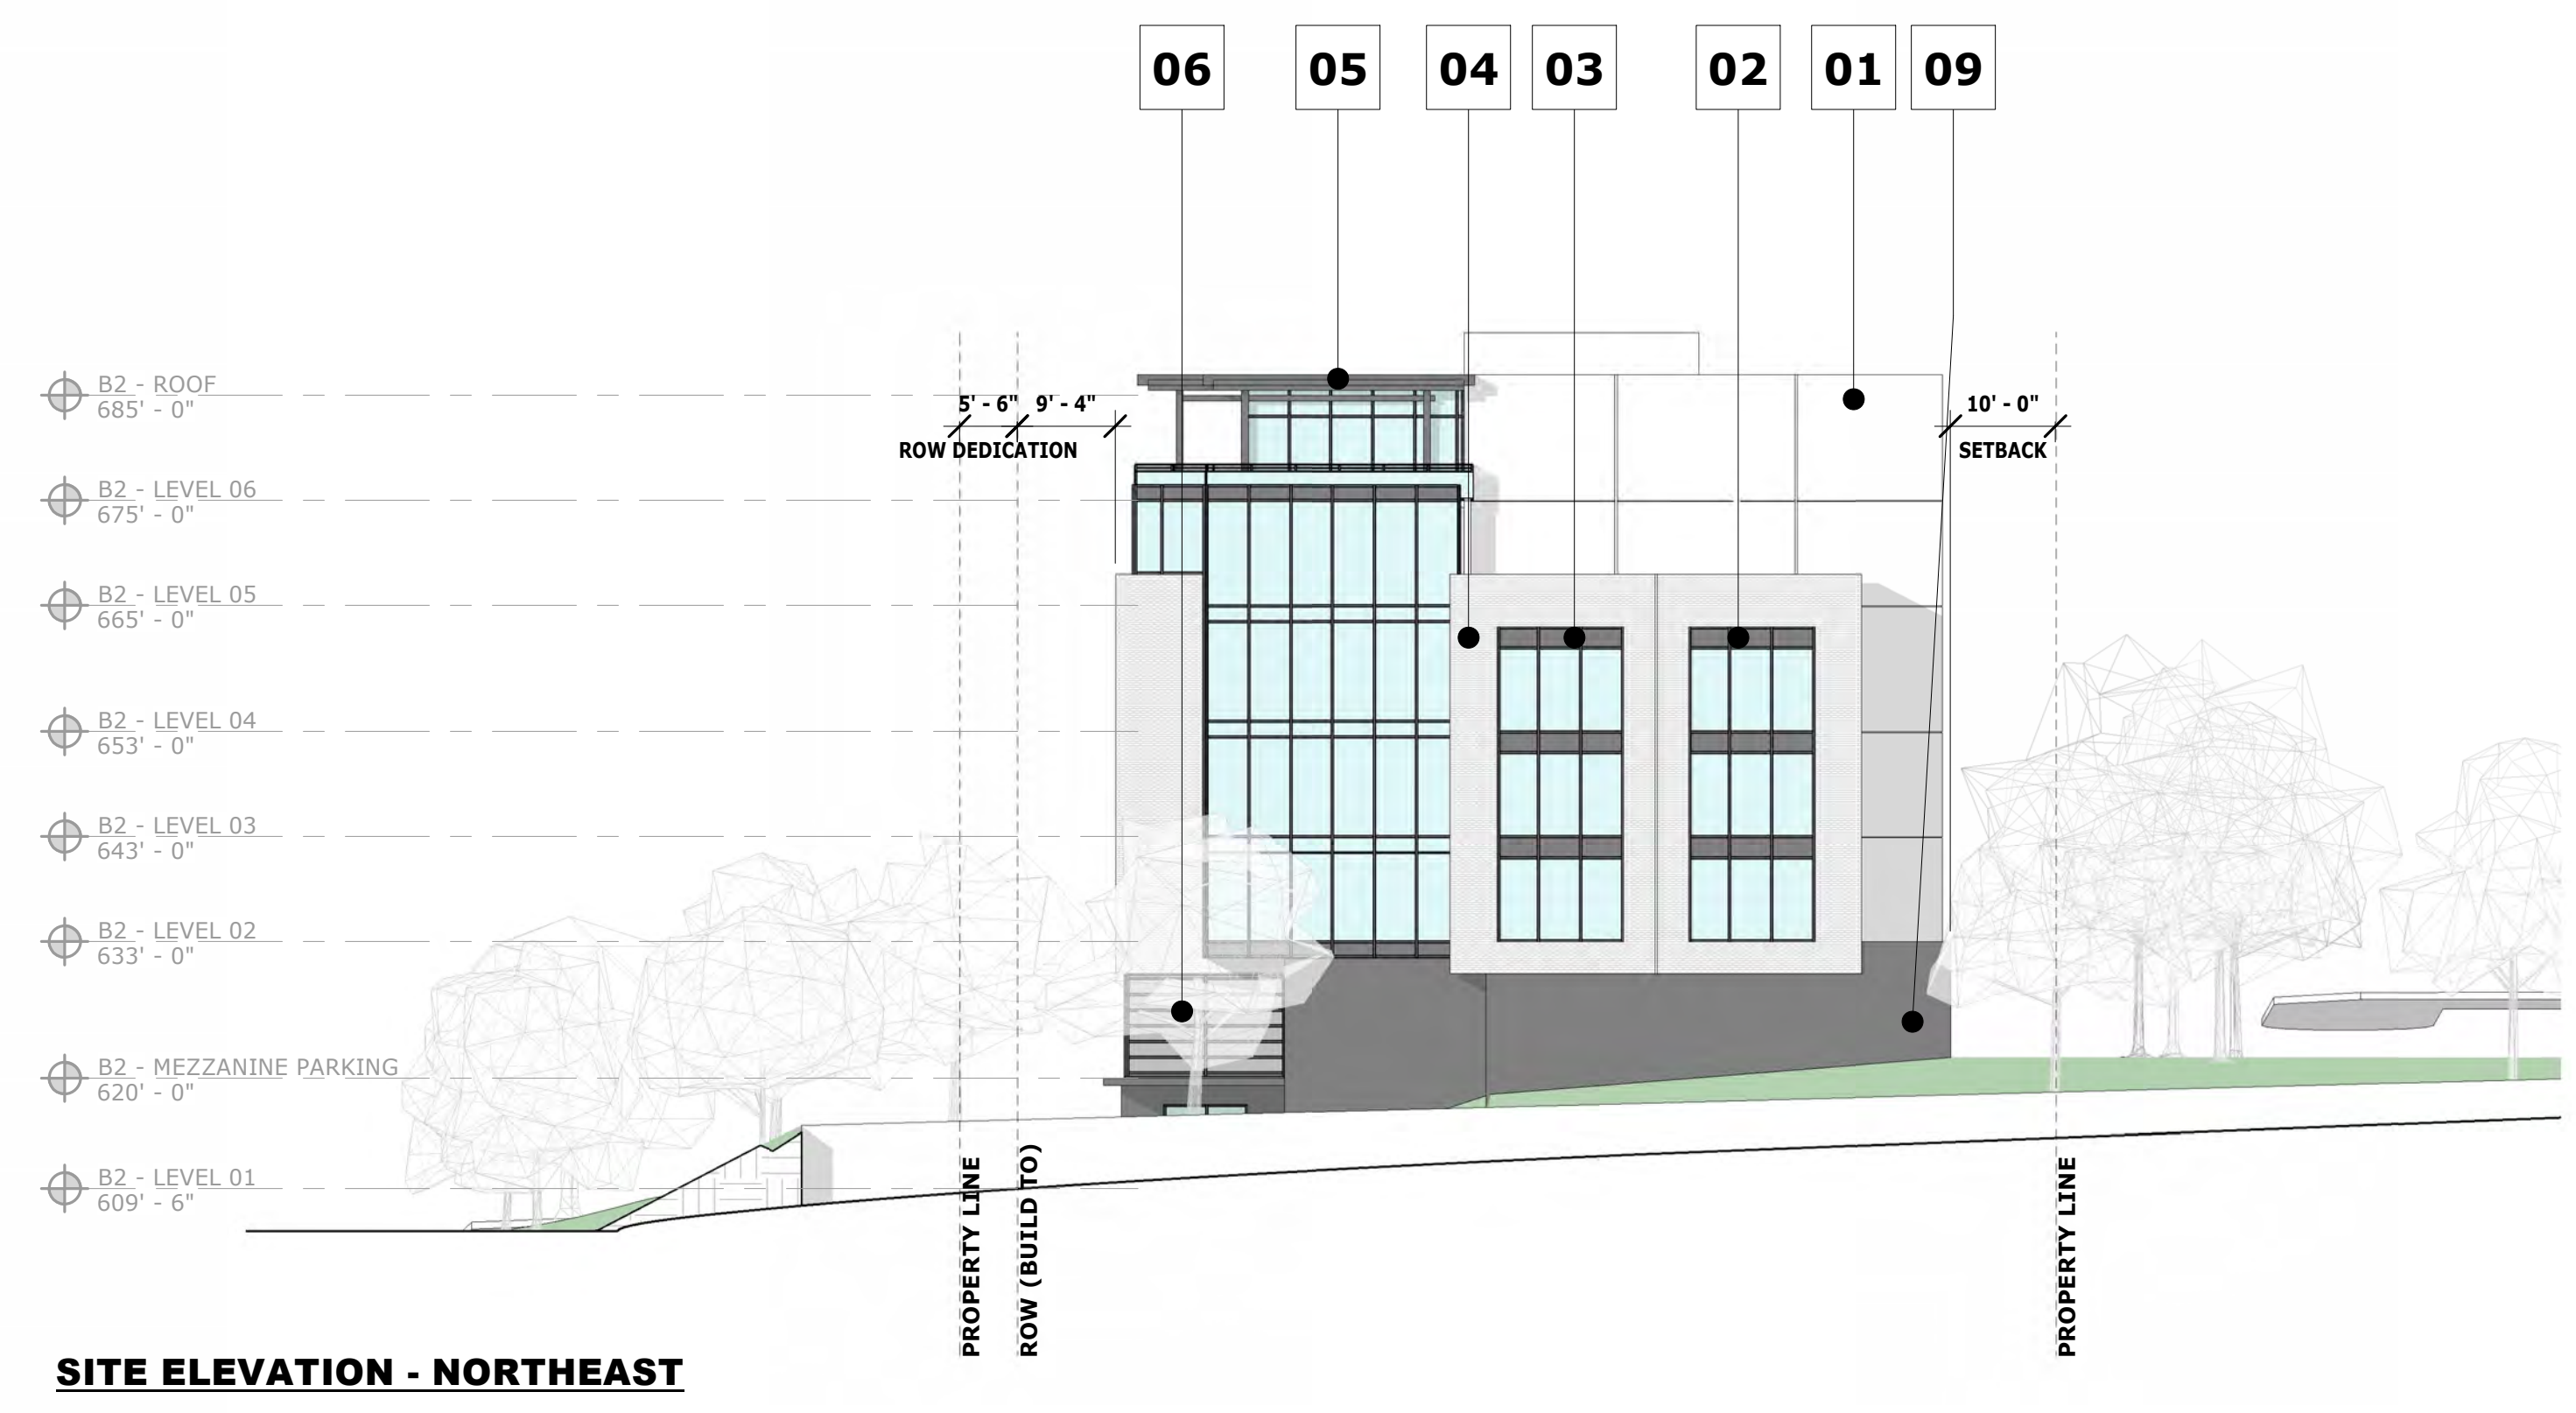 06 05 04 03 02 01 09
B2 - ROOF
685' - 0"
5' - 6" 9' - 4"
ROW DEDICATION
10' - 0"
SETBACK
B2 - LEVEL 06
675' - 0"
B2 - LEVEL 05
665' - 0"
B2 - LEVEL 04
653' - 0"
B2 - LEVEL 03
643' - 0"
B2 - LEVEL 02
633' - 0"
B2 - MEZZANINE PARKING
620' - 0"
B2 - LEVEL 01
609' - 6"
PROPERTY LINE
ROW (BUILD TO)
PROPERTY LINE
SITE ELEVATION - NORTHEAST